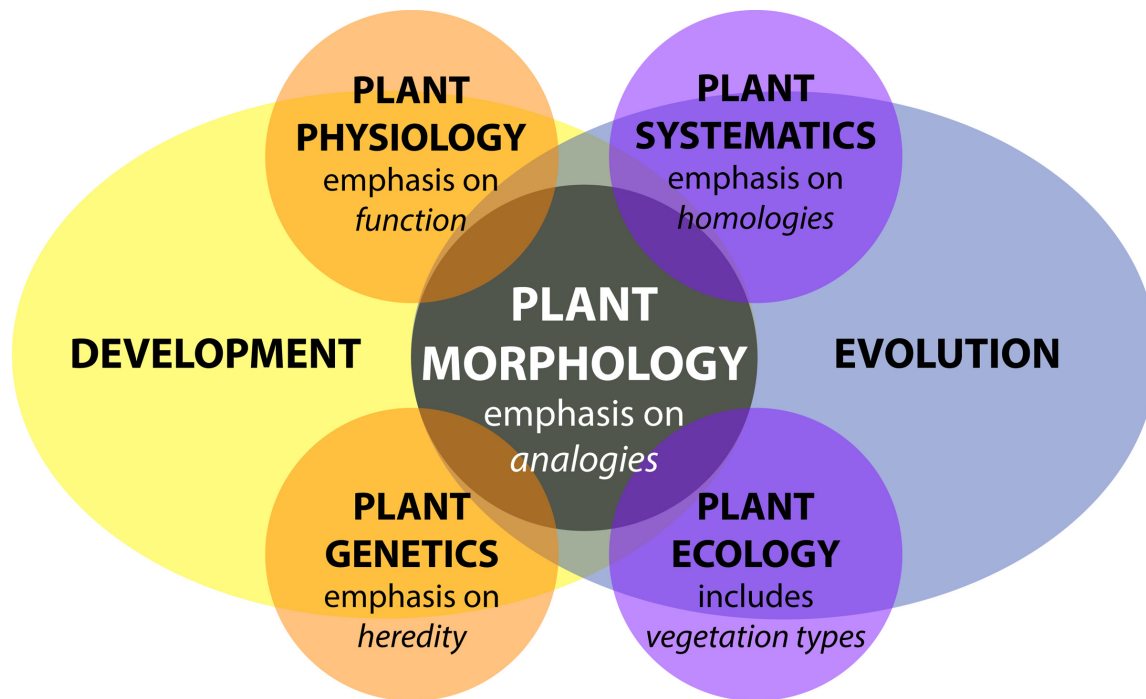 PLANT
PHYSIOLOGY
emphasis on
function
PLANT
SYSTEMATICS
emphasis on
homologies
DEVELOPMENT
PLANT
MORPHOLOGY
emphasis on
analogies
EVOLUTION
PLANT
GENETICS
emphasis on
heredity
PLANT
ECOLOGY
includes
vegetation types